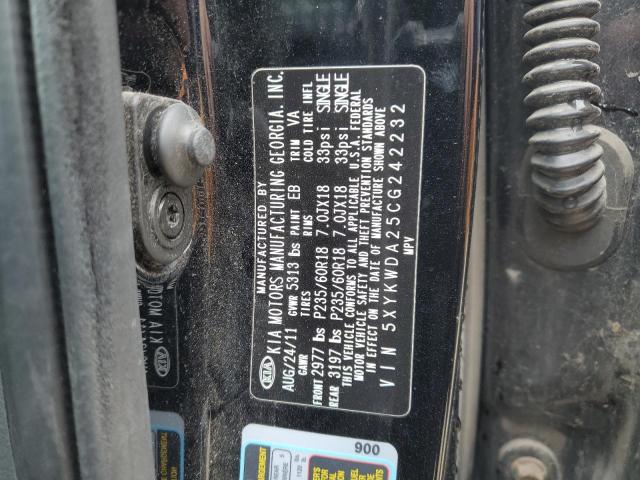 KIA
MANUFACTURED BY
KIA MOTORS MANUFACTURING GEORGIA. INC.
AUG/24/11 GVWR 5313 lbs PAINT EB TRIM VA
GAWR TIRES RIMS COLD TIRE INFL
FRONT 2977 lbs P235/60R18 7.0JX18 33psi SINGLE
REAR 3197 lbs P235/60R18 7.0JX18 33psi SINGLE
THIS VEHICLE CONFORMS TO ALL APPLICABLE U.S.A. FEDERAL
MOTOR VEHICLE SAFETY AND THEFT PREVENTION STANDARDS
IN EFFECT ON THE DATE OF MANUFACTURE SHOWN ABOVE
VIN 5XYKWDA25CG242232
MPV
900